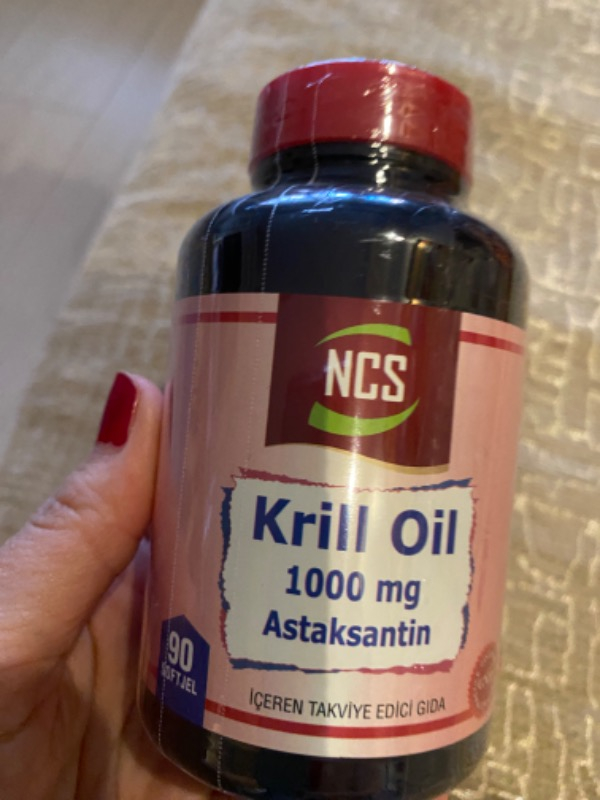 NCS
Krill Oil
1000 mg
Astaksantin
90
SOFTJEL
İÇEREN TAKVİYE EDİCİ GIDA